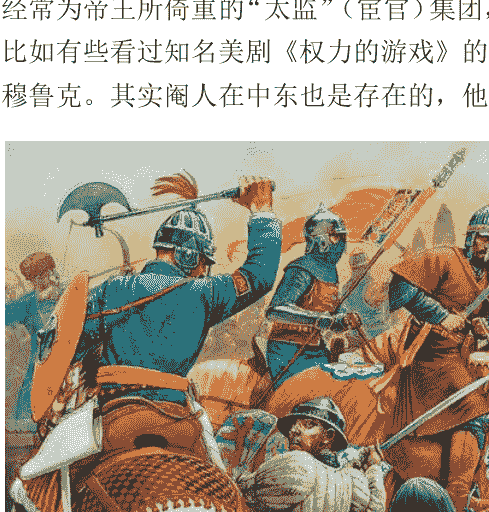 经常为帝王所倚重的“太监”(宦官)集团,
比如有些看过知名美剧《权力的游戏》的
穆鲁克。其实阉人在中东也是存在的，他